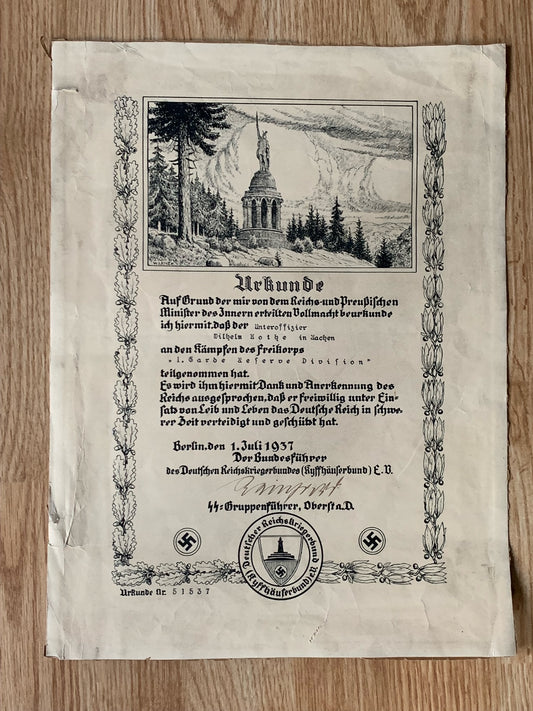 Urkunde
Auf Grund der mir von dem Reichs- und Preußischen
Minister des Innern erteilten Vollmacht beurkunde
ich hiermit, daß der Unteroffizier
Wilhelm Kothe in Aachen
an den Kämpfen des Freikorps
"1. Garde Reserve Division"
teilgenommen hat.
Es wird ihm hiermit Dank und Anerkennung des
Reichs ausgesprochen, daß er freiwillig unter Ein-
satz von Leib und Leben das Deutsche Reich in schwe-
rer Zeit verteidigt und geschützt hat.
Berlin, den 1. Juli 1937
Der Bundesführer
des Deutschen Reichskriegerbundes (Kyffhäuserbund) E.V.
SS-Gruppenführer, Oberst a.D.
Deutscher Reichskriegerbund
(Kyffhäuserbund) e.V.
Urkunde Nr. 51537